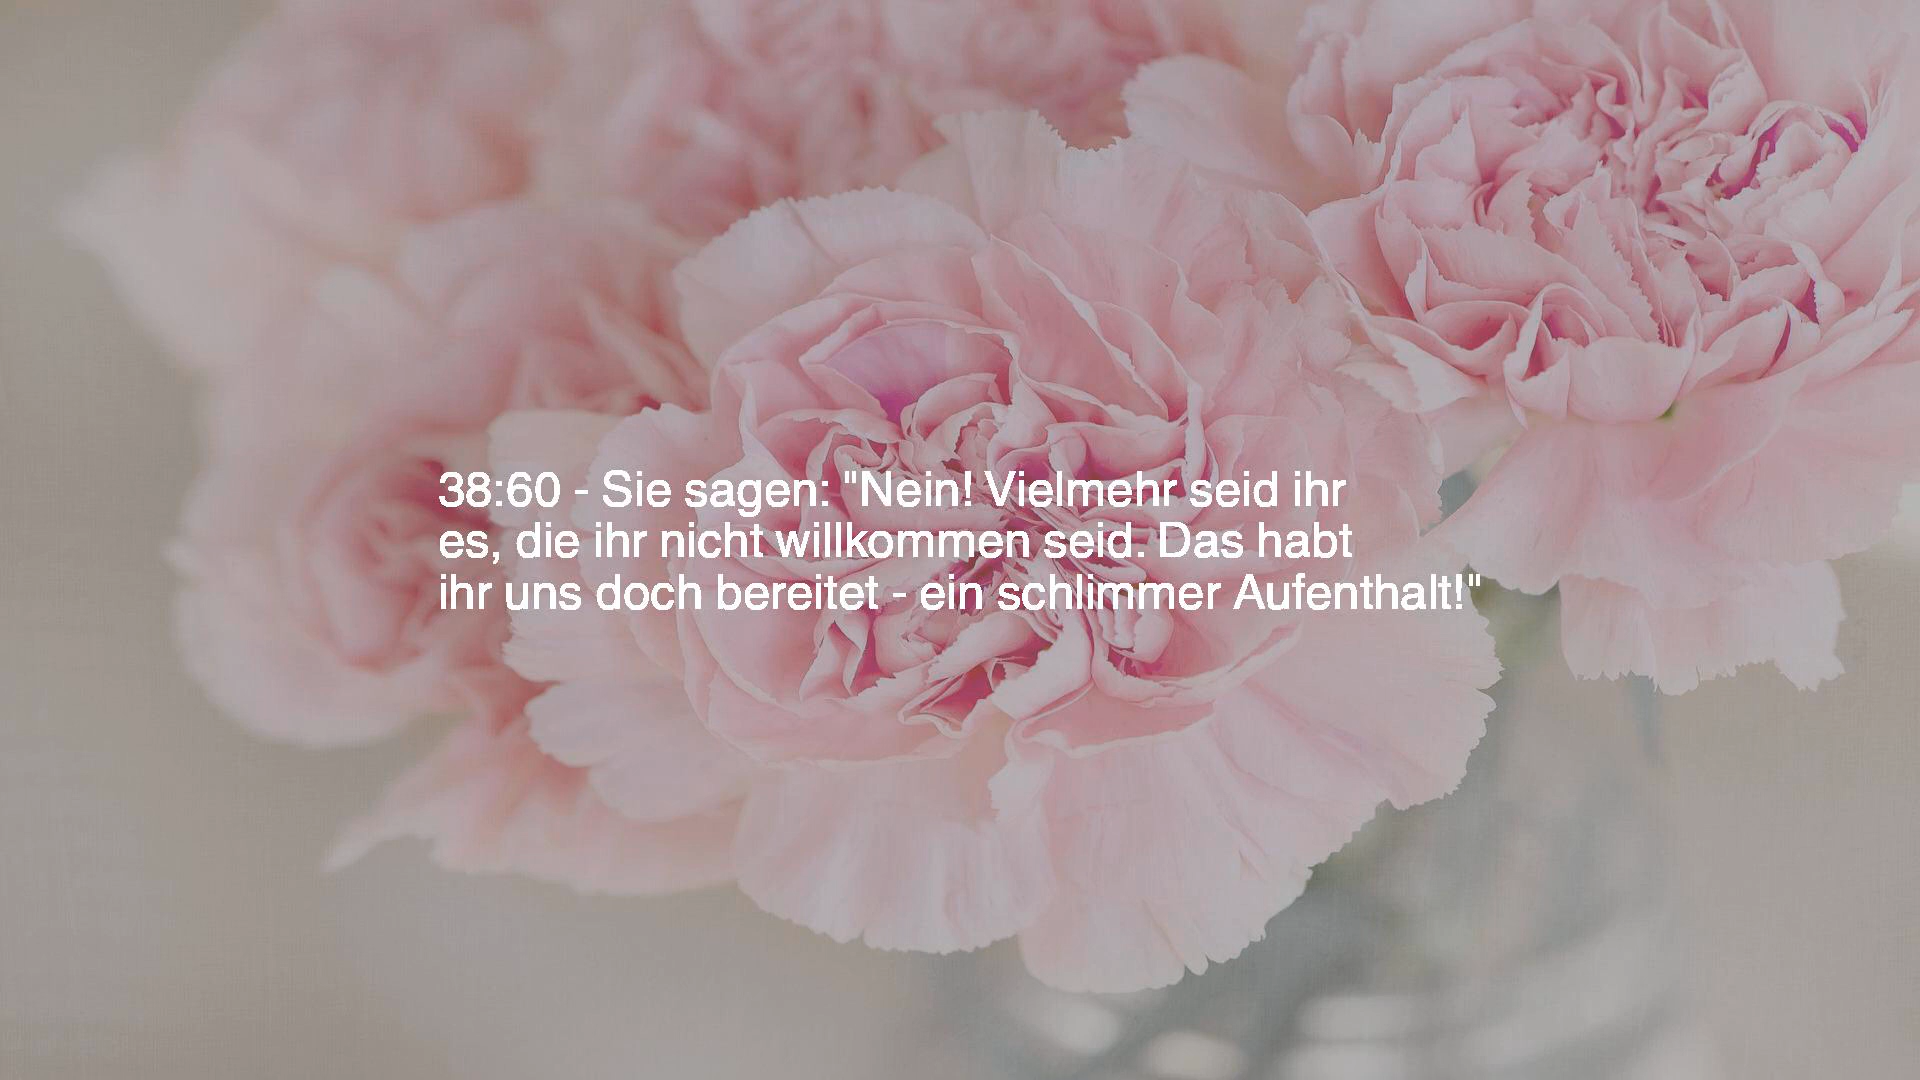 38:60 - Sie sagen: "Nein! Vielmehr seid ihr
es, die ihr nicht willkommen seid. Das habt
ihr uns doch bereitet - ein schlimmer Aufenthalt!"